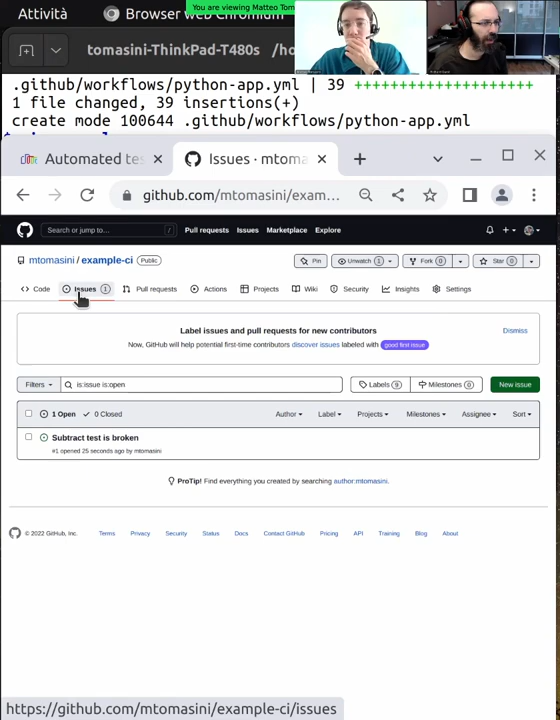 You are viewing Matteo Tom
Attività
Browser web Chromium
tomasini-ThinkPad-T480s /ho
.github/workflows/python-app.yml | 39 ++++++++++++++++++++
1 file changed, 39 insertions(+)
create mode 100644 .github/workflows/python-app.yml
Automated tes
Issues · mtoma
github.com/mtomasini/exam…
Search or jump to...
/
Pull requests
Issues
Marketplace
Explore
mtomasini / example-ci
Public
Pin
Unwatch 1
Fork 0
Star 0
Code
Issues 1
Pull requests
Actions
Projects
Wiki
Security
Insights
Settings
Label issues and pull requests for new contributors
Dismiss
Now, GitHub will help potential first-time contributors discover issues labeled with good first issue
Filters
is:issue is:open
Labels 9
Milestones 0
New issue
1 Open
0 Closed
Author
Label
Projects
Milestones
Assignee
Sort
Subtract test is broken
#1 opened 25 seconds ago by mtomasini
ProTip! Find everything you created by searching author:mtomasini.
© 2022 GitHub, Inc.
Terms
Privacy
Security
Status
Docs
Contact GitHub
Pricing
API
Training
Blog
About
https://github.com/mtomasini/example-ci/issues